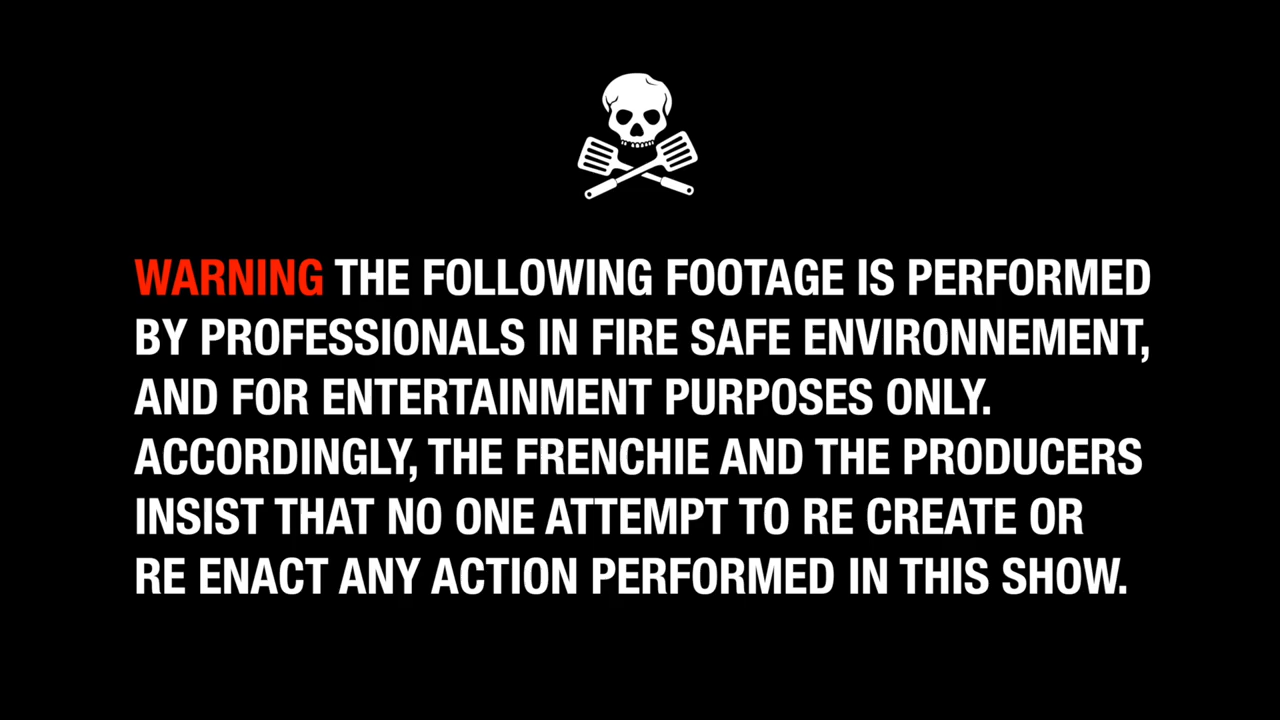 WARNING THE FOLLOWING FOOTAGE IS PERFORMED
BY PROFESSIONALS IN FIRE SAFE ENVIRONNEMENT,
AND FOR ENTERTAINMENT PURPOSES ONLY.
ACCORDINGLY, THE FRENCHIE AND THE PRODUCERS
INSIST THAT NO ONE ATTEMPT TO RE CREATE OR
RE ENACT ANY ACTION PERFORMED IN THIS SHOW.